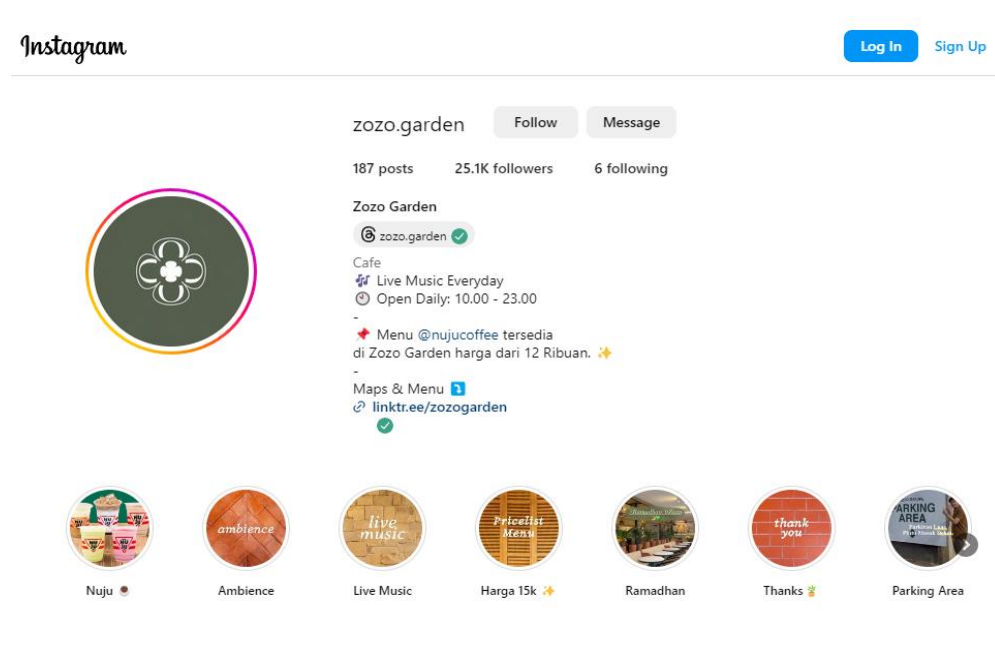 Instagram
Log In
Sign Up
zozo.garden
Follow
Message
187 posts
25.1K followers
6 following
Zozo Garden
zozo.garden
Cafe
🎶 Live Music Everyday
🕙 Open Daily: 10.00 - 23.00
-
📌 Menu @nujucoffee tersedia
di Zozo Garden harga dari 12 Ribuan. ✨
-
Maps & Menu ⤵️
linktr.ee/zozogarden
ambience
live
music
Pricelist
Menu
thank
you
PARKING
AREA
Nuju
Ambience
Live Music
Harga 15k ✨
Ramadhan
Thanks
Parking Area